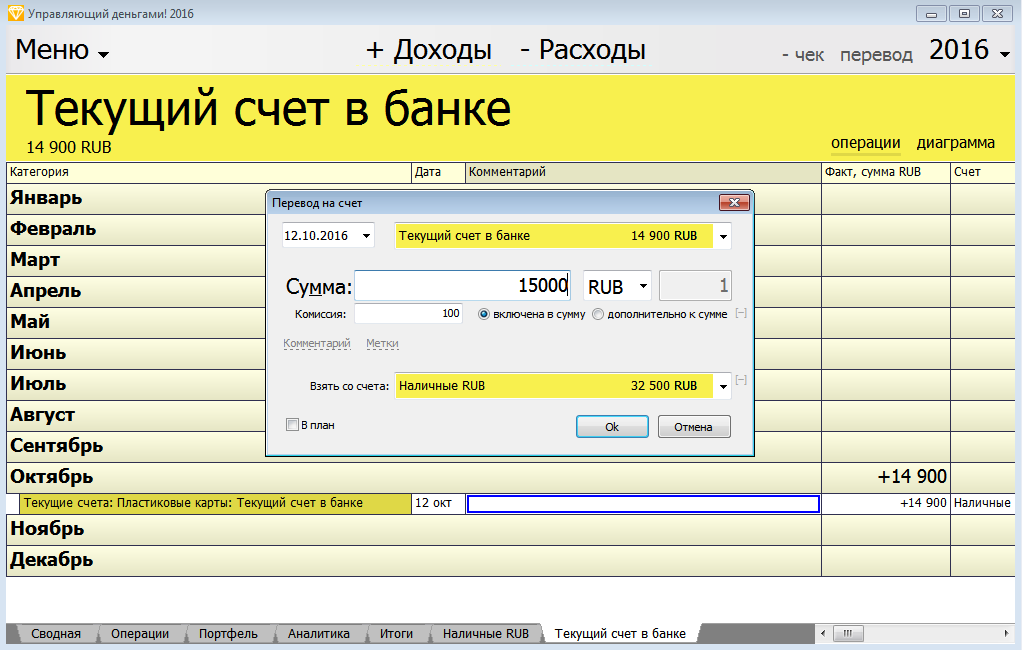 Управляющий деньгами! 2016
Меню + Доходы - Расходы - чек перевод 2016
Текущий счет в банке
14 900 RUB операции диаграмма
Категория Дата Комментарий Факт, сумма RUB Счет
Январь
Февраль
Март
Апрель
Май
Июнь
Июль
Август
Сентябрь
Октябрь +14 900
Текущие счета: Пластиковые карты: Текущий счет в банке 12 окт +14 900 Наличные
Ноябрь
Декабрь
Перевод на счет
12.10.2016 Текущий счет в банке 14 900 RUB
Сумма: 15000 RUB 1
Комиссия: 100 включена в сумму дополнительно к сумме [-]
Комментарий Метки
Взять со счета: Наличные RUB 32 500 RUB [-]
В план Ok Отмена
Сводная Операции Портфель Аналитика Итоги Наличные RUB Текущий счет в банке